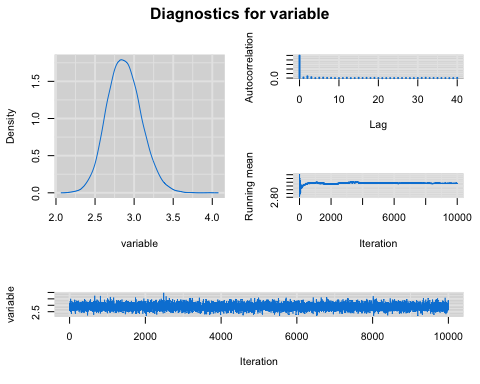 Diagnostics for variable
Density
0.0 0.5 1.0 1.5
2.0 2.5 3.0 3.5 4.0
variable
Autocorrelation
0.0
0 10 20 30 40
Lag
Running mean
2.80
0 2000 6000 10000
Iteration
variable
2.5
0 2000 4000 6000 8000 10000
Iteration